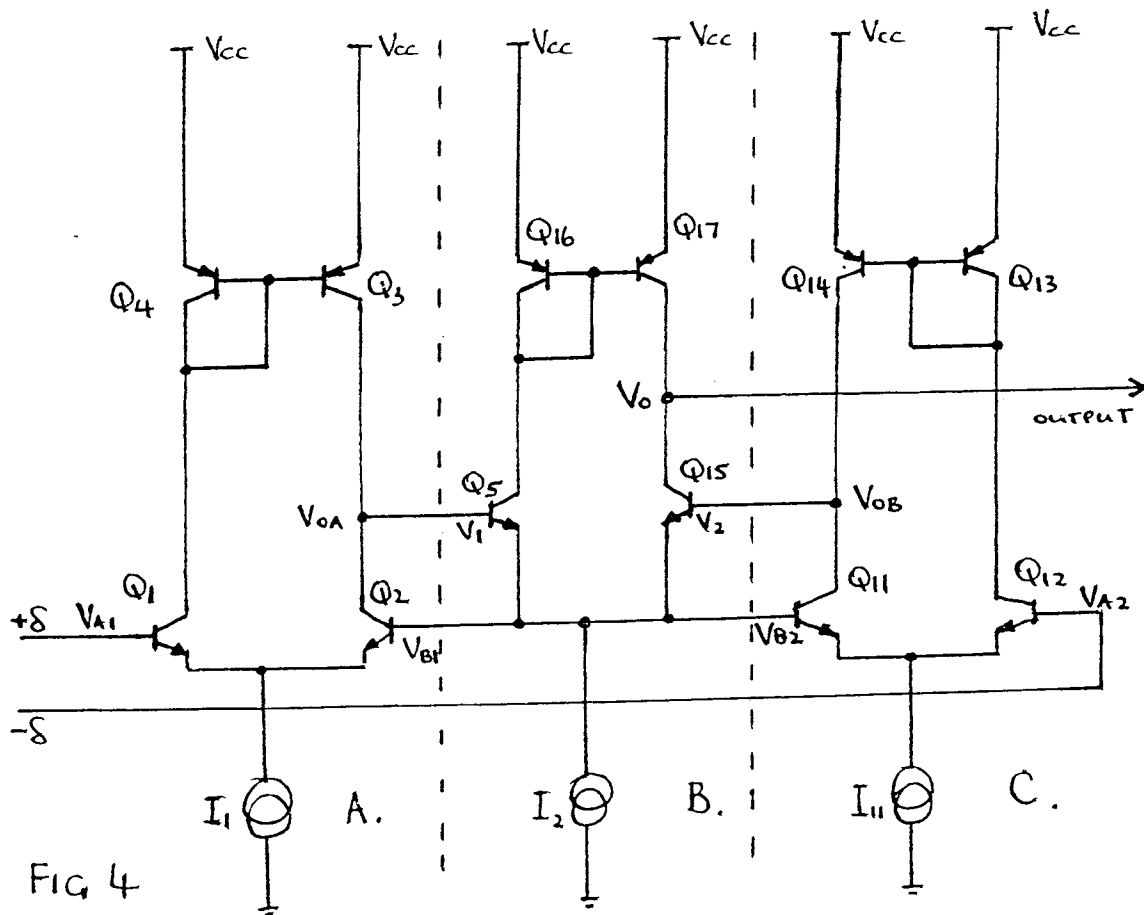 Vcc Vcc Vcc Vcc Vcc Vcc
Q4 Q3 Q16 Q17 Q14 Q13
Vo
OUTPUT
Q5 Q15
VOA V1 V2 VOB
Q1 Q2 Q11 Q12
+δ VA1 VB1 VB2 VA2
-δ
I1 A. I2 B. I11 C.
FIG 4